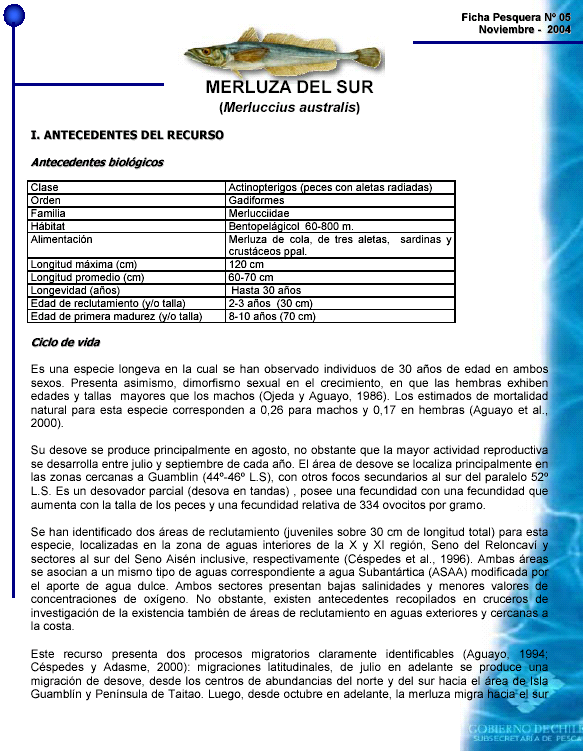 Ficha Pesquera Nº 05
Noviembre - 2004
MERLUZA DEL SUR
(Merluccius australis)
I. ANTECEDENTES DEL RECURSO
Antecedentes biológicos
Clase Actinopterigos (peces con aletas radiadas)
Orden Gadiformes
Familia Merlucciidae
Hábitat Bentopelágicol 60-800 m.
Alimentación Merluza de cola, de tres aletas, sardinas y
crustáceos ppal.
Longitud máxima (cm) 120 cm
Longitud promedio (cm) 60-70 cm
Longevidad (años) Hasta 30 años
Edad de reclutamiento (y/o talla) 2-3 años (30 cm)
Edad de primera madurez (y/o talla) 8-10 años (70 cm)
Ciclo de vida
Es una especie longeva en la cual se han observado individuos de 30 años de edad en ambos
sexos. Presenta asimismo, dimorfismo sexual en el crecimiento, en que las hembras exhiben
edades y tallas mayores que los machos (Ojeda y Aguayo, 1986). Los estimados de mortalidad
natural para esta especie corresponden a 0,26 para machos y 0,17 en hembras (Aguayo et al.,
2000).
Su desove se produce principalmente en agosto, no obstante que la mayor actividad reproductiva
se desarrolla entre julio y septiembre de cada año. El área de desove se localiza principalmente en
las zonas cercanas a Guamblin (44º-46º L.S), con otros focos secundarios al sur del paralelo 52º
L.S. Es un desovador parcial (desova en tandas) , posee una fecundidad con una fecundidad que
aumenta con la talla de los peces y una fecundidad relativa de 334 ovocitos por gramo.
Se han identificado dos áreas de reclutamiento (juveniles sobre 30 cm de longitud total) para esta
especie, localizadas en la zona de aguas interiores de la X y XI región, Seno del Reloncaví y
sectores al sur del Seno Aisén inclusive, respectivamente (Céspedes et al., 1996). Ambas áreas
se asocian a un mismo tipo de aguas correspondiente a agua Subantártica (ASAA) modificada por
el aporte de agua dulce. Ambos sectores presentan bajas salinidades y menores valores de
concentraciones de oxígeno. No obstante, existen antecedentes recopilados en cruceros de
investigación de la existencia también de áreas de reclutamiento en aguas exteriores y cercanas a
la costa.
Este recurso presenta dos procesos migratorios claramente identificables (Aguayo, 1994;
Céspedes y Adasme, 2000): migraciones latitudinales, de julio en adelante se produce una
migración de desove, desde los centros de abundancias del norte y del sur hacia el área de Isla
Guamblín y Península de Taitao. Luego, desde octubre en adelante, la merluza migra hacia el sur
GOBIERNO DE CHILE
SUBSECRETARÍA DE PESCA